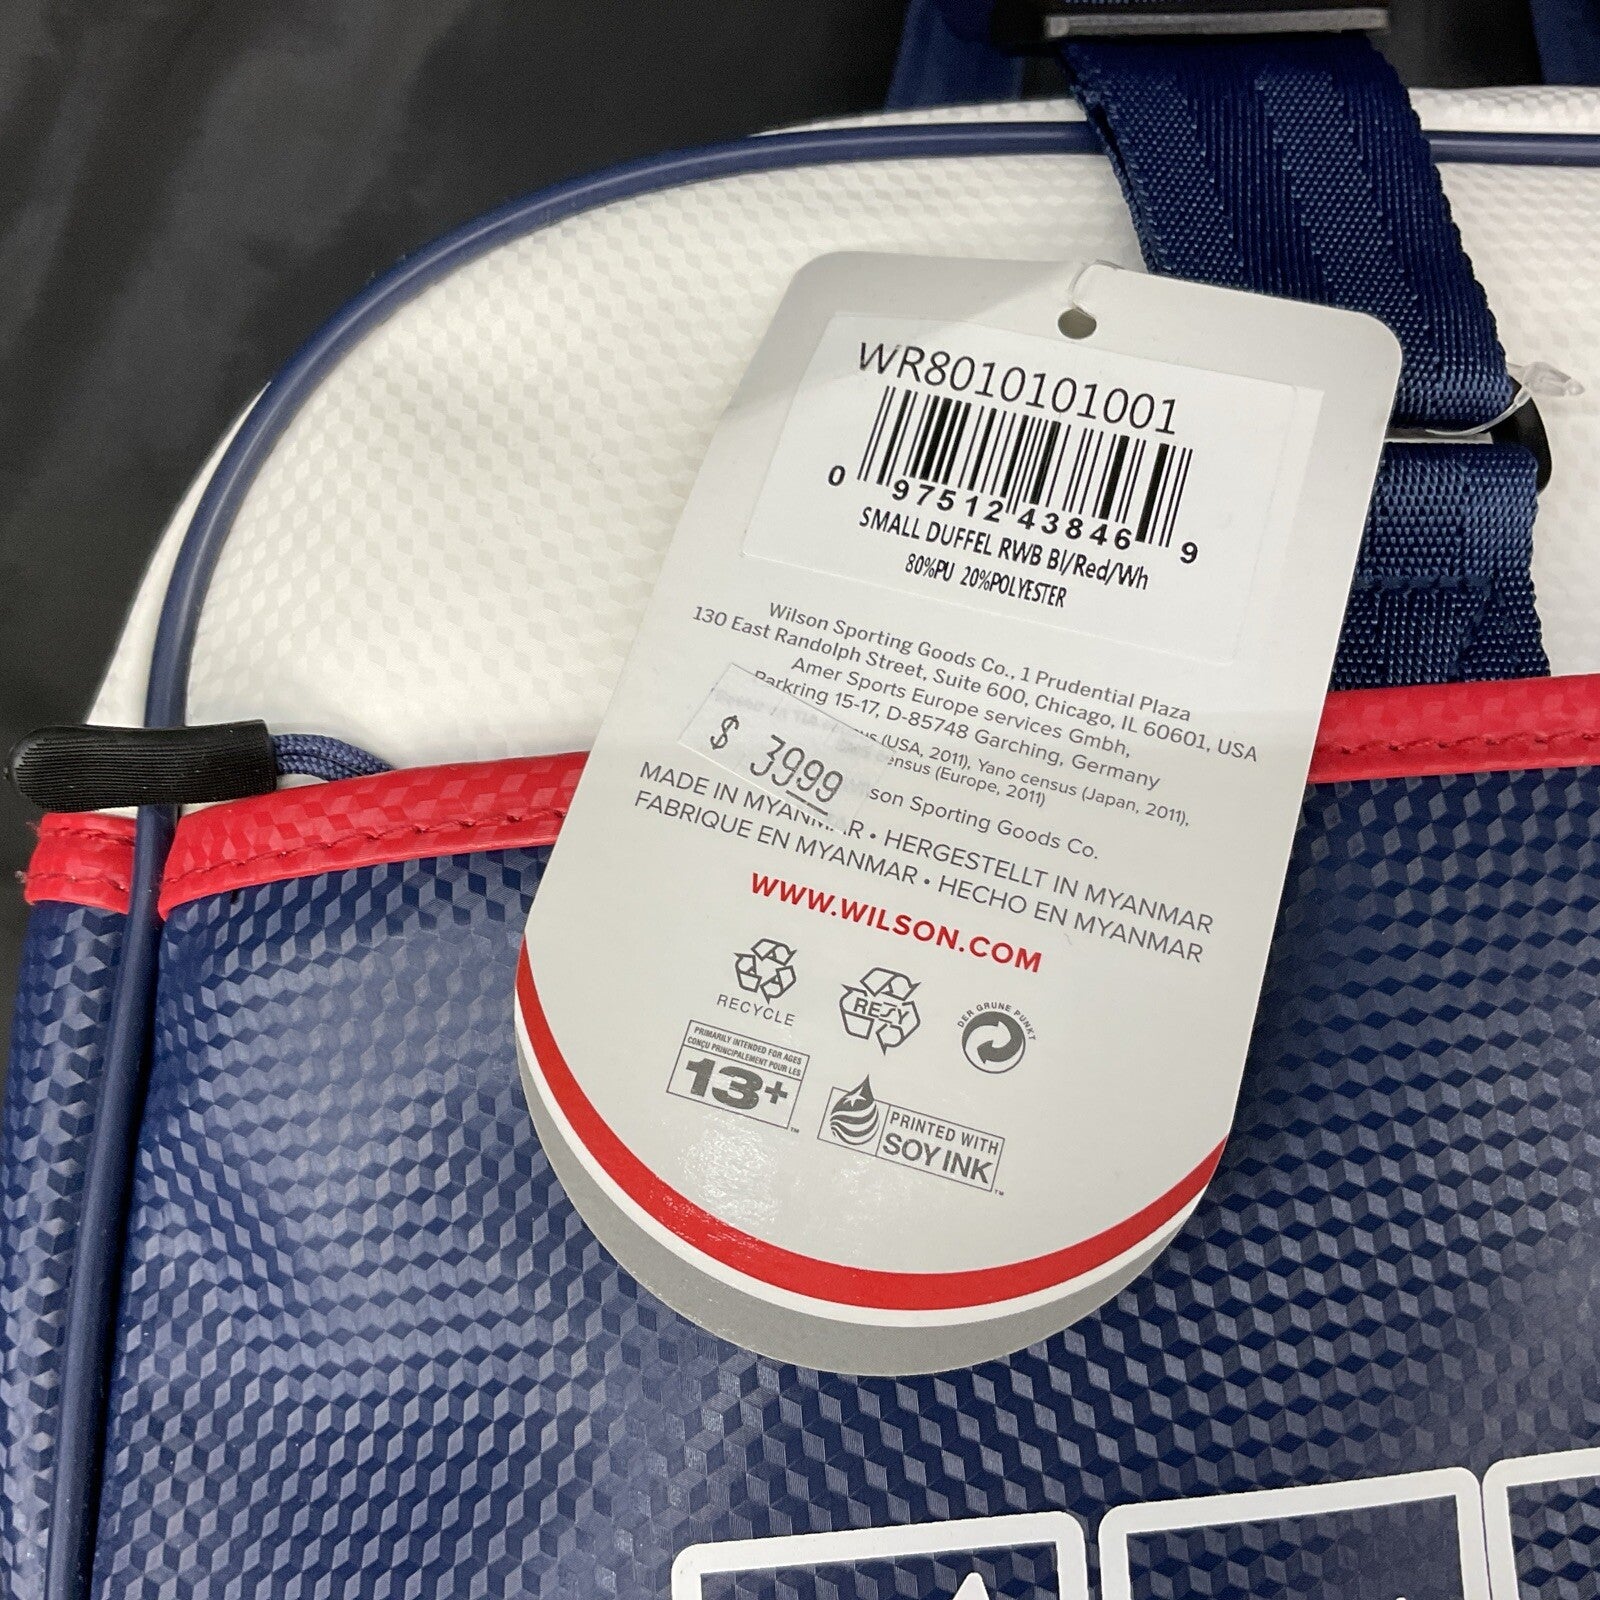 WR8010101001
0 97512 43846 9
SMALL DUFFEL RWB Bl/Red/Wh
80%PU 20%POLYESTER
Wilson Sporting Goods Co., 1 Prudential Plaza
130 East Randolph Street, Suite 600, Chicago, IL 60601, USA
Amer Sports Europe services Gmbh,
Parkring 15-17, D-85748 Garching, Germany
(USA, 2011), Yano census (Japan, 2011),
(Europe, 2011)
$ 3999
Sporting Goods Co.
MADE IN MYANMAR • HERGESTELLT IN MYANMAR
FABRIQUE EN MYANMAR • HECHO EN MYANMAR
WWW.WILSON.COM
RECYCLE
RESY
DER GRUNE PUNKT
PRIMARILY INTENDED FOR AGES
CONÇU PRINCIPALEMENT POUR LES
13+
TM
PRINTED WITH
SOY INK
TM